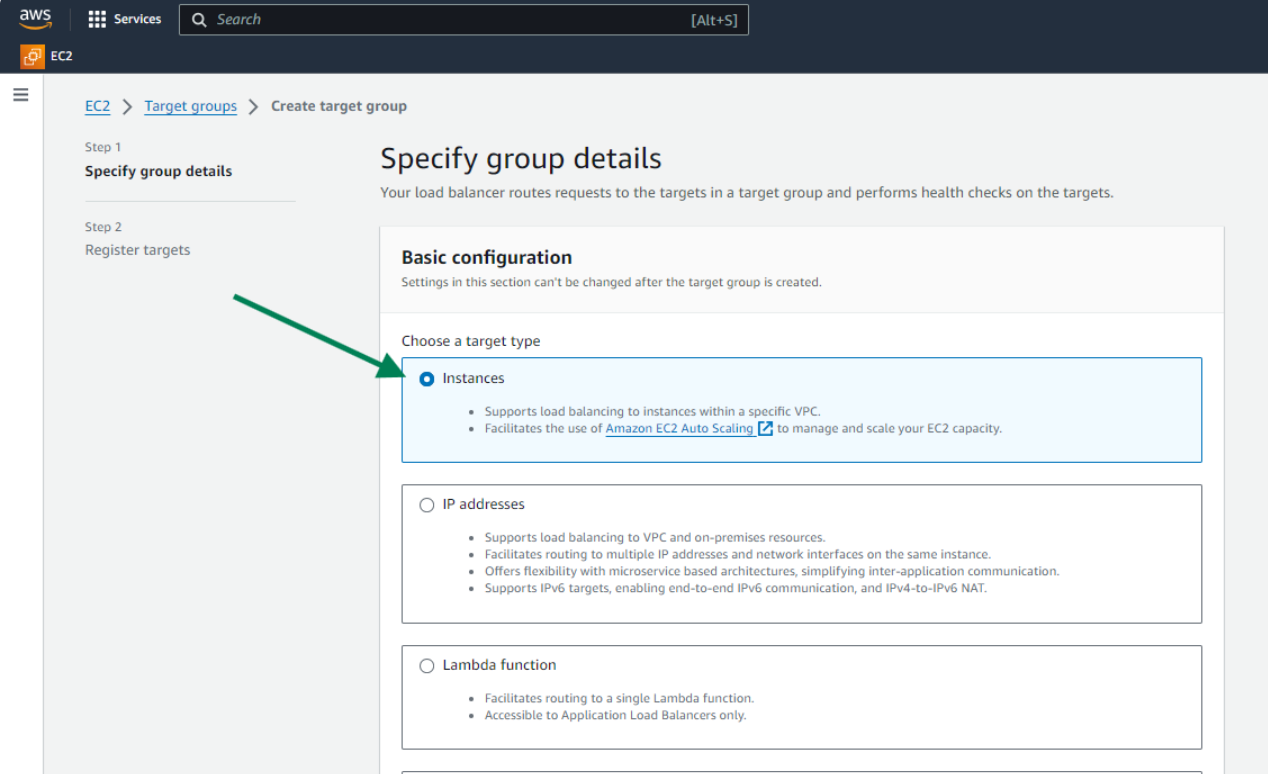 aws
Services
Search
[Alt+S]
EC2
EC2 > Target groups > Create target group
Step 1
Specify group details
Step 2
Register targets
Specify group details
Your load balancer routes requests to the targets in a target group and performs health checks on the targets.
Basic configuration
Settings in this section can't be changed after the target group is created.
Choose a target type
Instances
• Supports load balancing to instances within a specific VPC.
• Facilitates the use of Amazon EC2 Auto Scaling to manage and scale your EC2 capacity.
IP addresses
• Supports load balancing to VPC and on-premises resources.
• Facilitates routing to multiple IP addresses and network interfaces on the same instance.
• Offers flexibility with microservice based architectures, simplifying inter-application communication.
• Supports IPv6 targets, enabling end-to-end IPv6 communication, and IPv4-to-IPv6 NAT.
Lambda function
• Facilitates routing to a single Lambda function.
• Accessible to Application Load Balancers only.